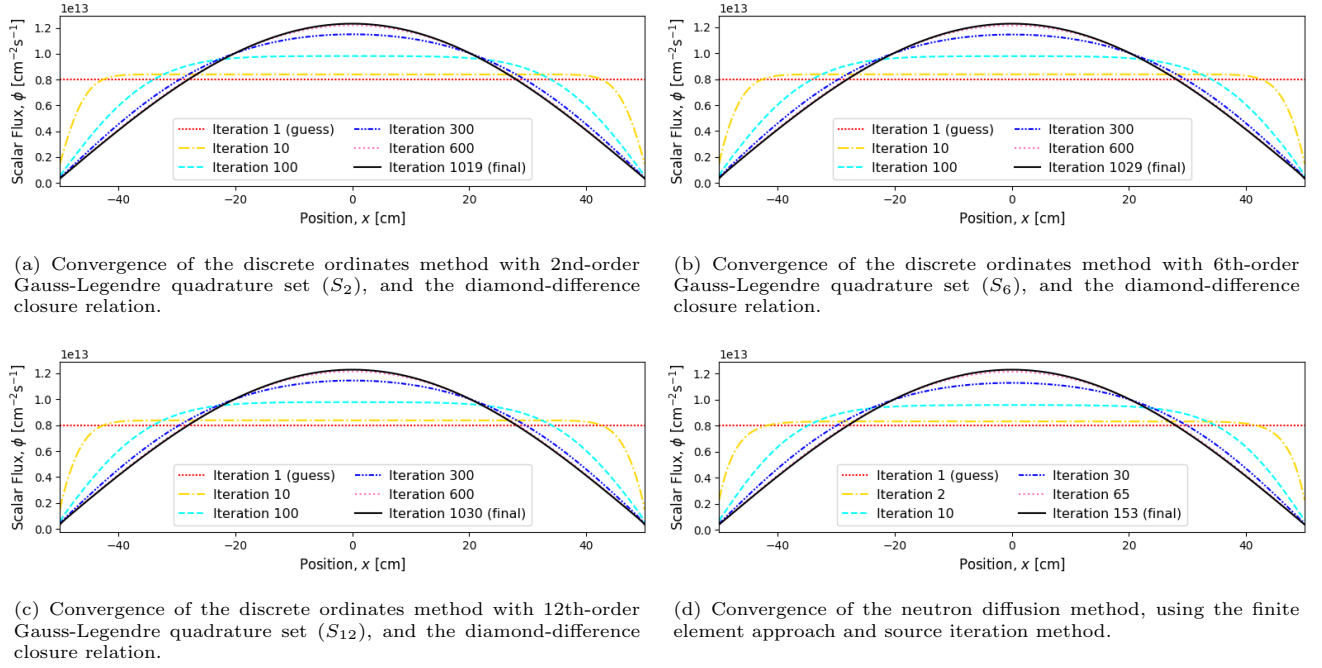 1e13
Scalar Flux, ϕ [cm⁻²s⁻¹]
1.2
1.0
0.8
0.6
0.4
0.2
0.0
Iteration 1 (guess)
Iteration 10
Iteration 100
Iteration 300
Iteration 600
Iteration 1019 (final)
−40
−20
0
20
40
Position, x [cm]
(a) Convergence of the discrete ordinates method with 2nd-order
Gauss-Legendre quadrature set (S₂), and the diamond-difference
closure relation.
1e13
Scalar Flux, ϕ [cm⁻²s⁻¹]
1.2
1.0
0.8
0.6
0.4
0.2
0.0
Iteration 1 (guess)
Iteration 10
Iteration 100
Iteration 300
Iteration 600
Iteration 1029 (final)
−40
−20
0
20
40
Position, x [cm]
(b) Convergence of the discrete ordinates method with 6th-order
Gauss-Legendre quadrature set (S₆), and the diamond-difference
closure relation.
1e13
Scalar Flux, ϕ [cm⁻²s⁻¹]
1.2
1.0
0.8
0.6
0.4
0.2
0.0
Iteration 1 (guess)
Iteration 10
Iteration 100
Iteration 300
Iteration 600
Iteration 1030 (final)
−40
−20
0
20
40
Position, x [cm]
(c) Convergence of the discrete ordinates method with 12th-order
Gauss-Legendre quadrature set (S₁₂), and the diamond-difference
closure relation.
1e13
Scalar Flux, ϕ [cm⁻²s⁻¹]
1.2
1.0
0.8
0.6
0.4
0.2
0.0
Iteration 1 (guess)
Iteration 2
Iteration 10
Iteration 30
Iteration 65
Iteration 153 (final)
−40
−20
0
20
40
Position, x [cm]
(d) Convergence of the neutron diffusion method, using the finite
element approach and source iteration method.